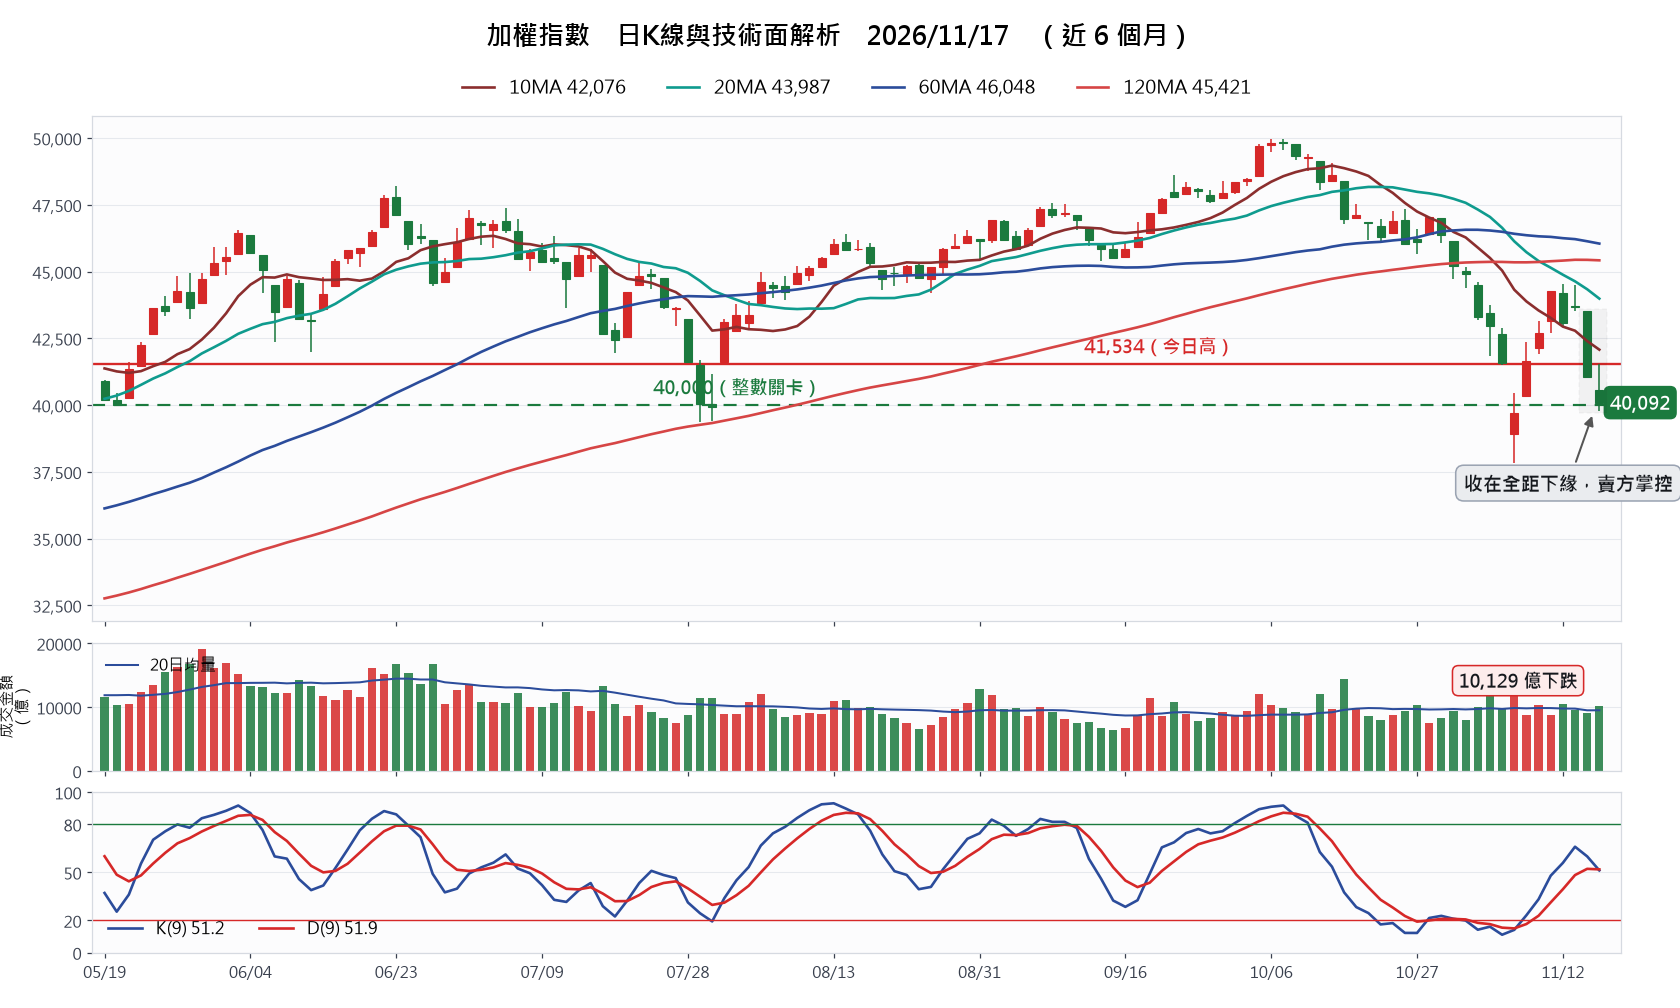 加權指數　日K線與技術面解析　2026/11/17　（近 6 個月）
10MA 42,076　20MA 43,987　60MA 46,048　120MA 45,421
50,000
47,500
45,000
42,500
40,000
37,500
35,000
32,500
41,534（今日高）
40,000（整數關卡）
40,092
收在全距下緣，賣方掌控
成交金額
（億）
20000
10000
0
20日均量
10,129 億下跌
100
80
50
20
0
K(9) 51.2　D(9) 51.9
05/19　06/04　06/23　07/09　07/28　08/13　08/31　09/16　10/06　10/27　11/12